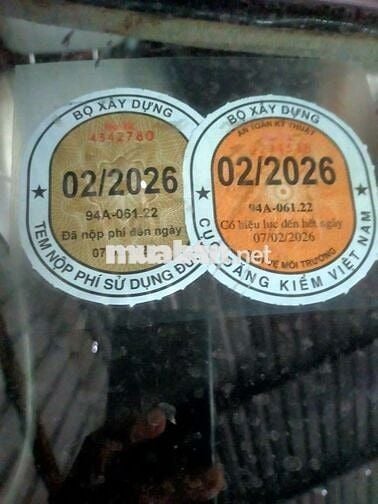 BỘ XÂY DỰNG
4342780
02/2026
94A-061.22
Đã nộp phí đến ngày
07
TEM NỘP PHÍ SỬ DỤNG
BỘ XÂY DỰNG
AN TOÀN KỸ THUẬT
02/2026
94A-061.22
Có hiệu lực đến hết ngày
07/02/2026
MÔI TRƯỜNG
CỤC ĐĂNG KIỂM VIỆT NAM
muaban.net